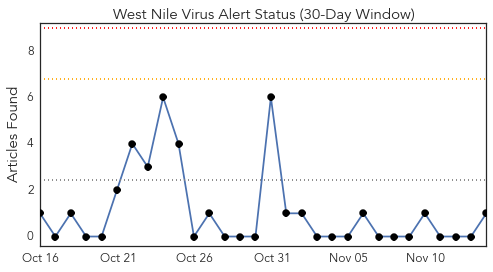 West Nile Virus Alert Status (30-Day Window)
Articles Found
8
6
4
2
0
Oct 16 Oct 21 Oct 26 Oct 31 Nov 05 Nov 10